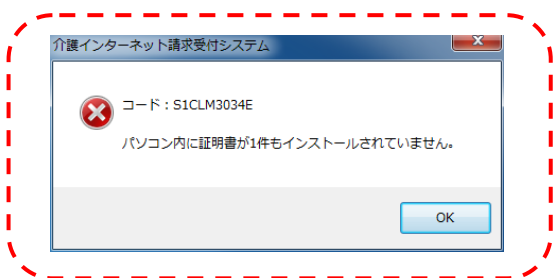 介護インターネット請求受付システム
コード：S1CLM3034E
パソコン内に証明書が1件もインストールされていません。
OK